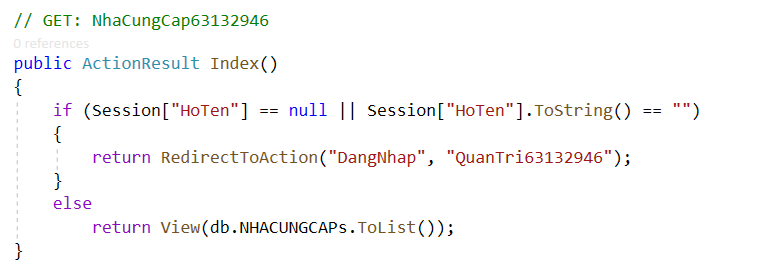 // GET: NhaCungCap63132946
0 references
public ActionResult Index()
{
if (Session["HoTen"] == null || Session["HoTen"].ToString() == "")
{
return RedirectToAction("DangNhap", "QuanTri63132946");
}
else
return View(db.NHACUNGCAPs.ToList());
}